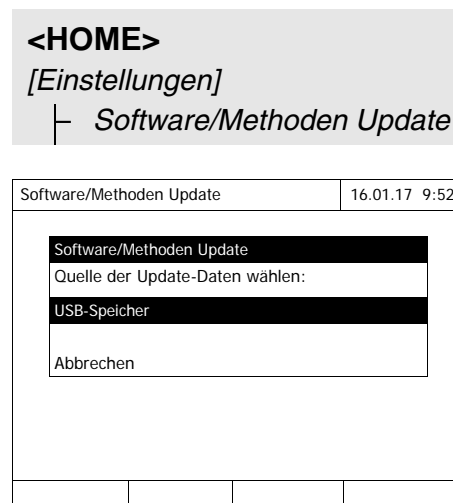 <HOME>
[Einstellungen]
Software/Methoden Update
Software/Methoden Update 16.01.17 9:52
Software/Methoden Update
Quelle der Update-Daten wählen:
USB-Speicher
Abbrechen